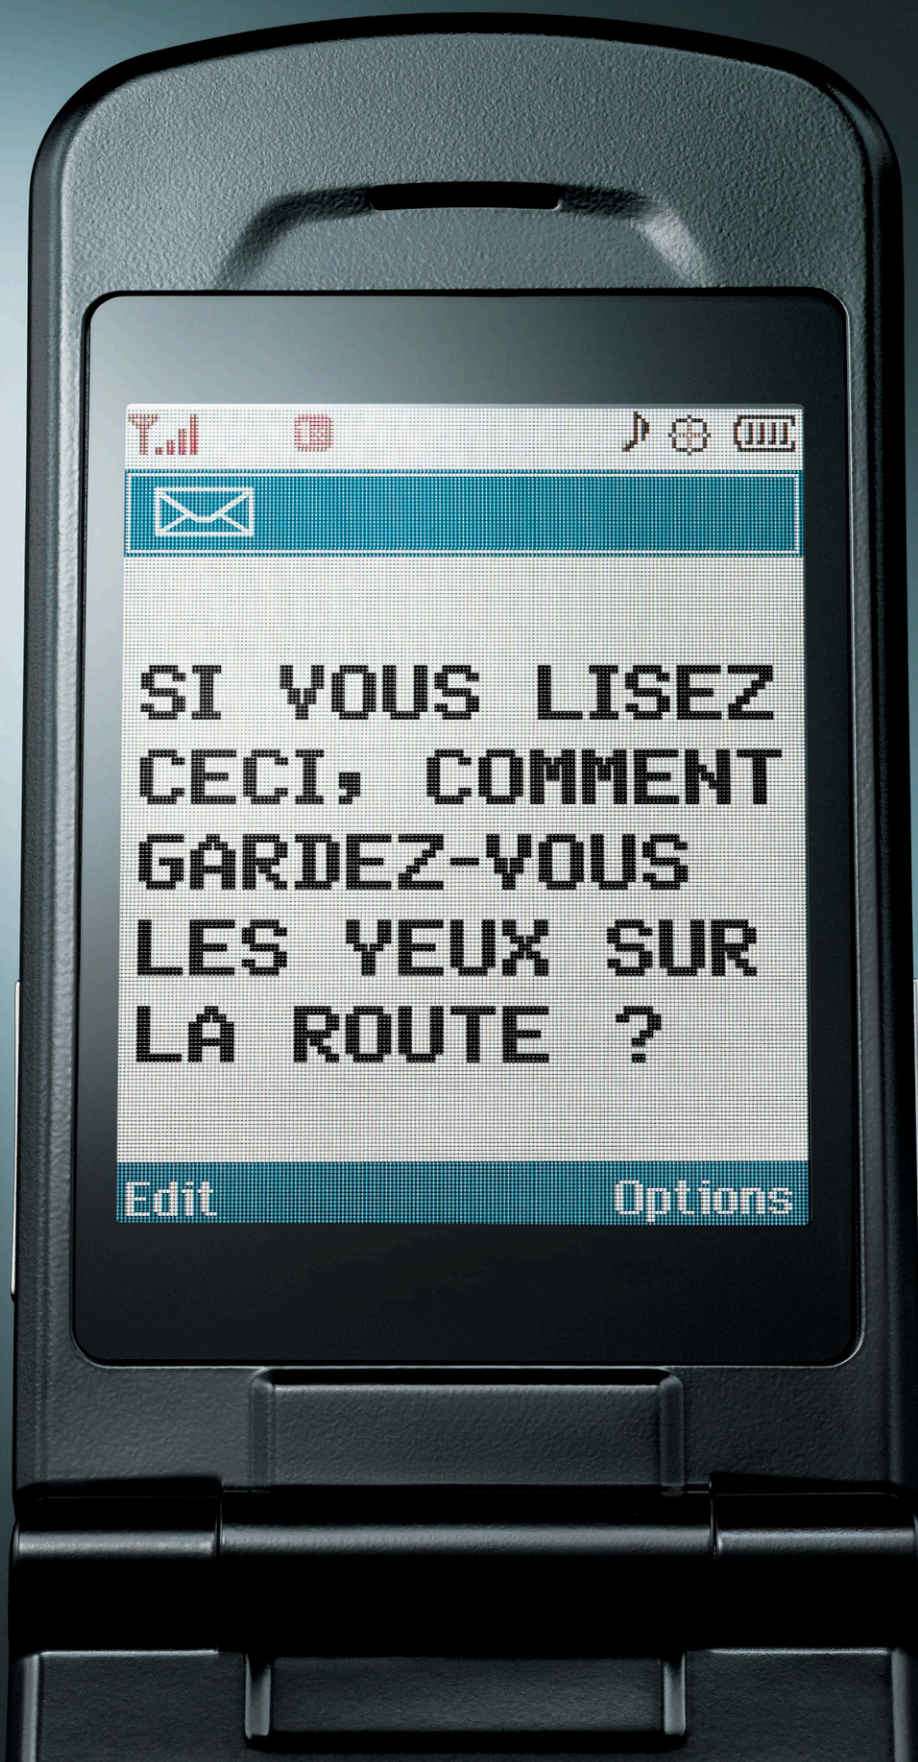 SI VOUS LISEZ
CECI, COMMENT
GARDEZ-VOUS
LES YEUX SUR
LA ROUTE ?
Edit Options